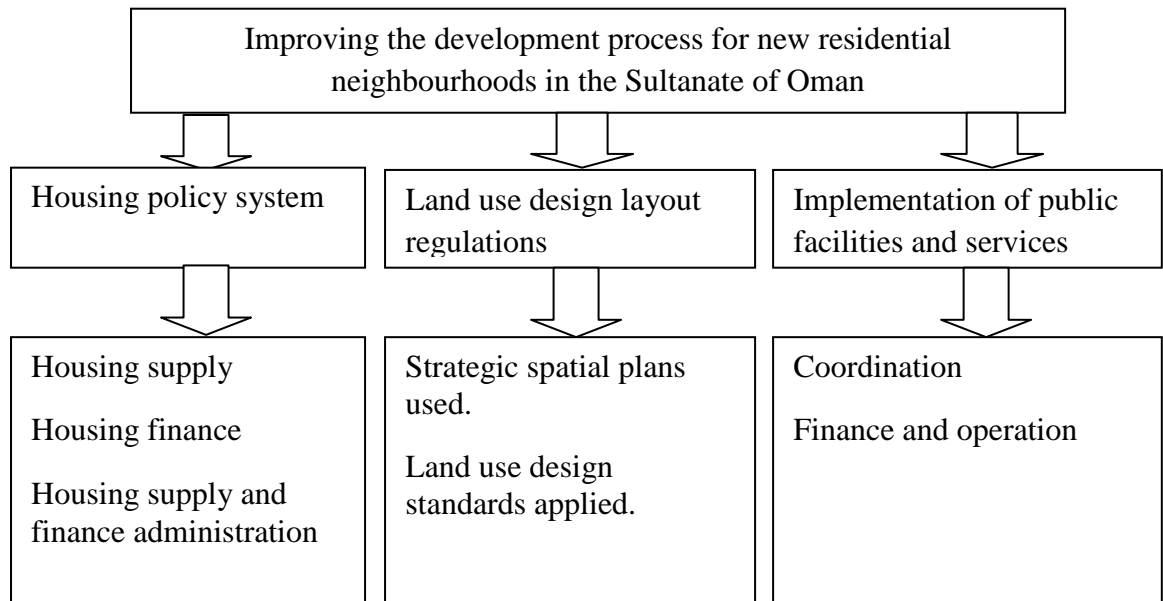 Improving the development process for new residential
neighbourhoods in the Sultanate of Oman
Housing policy system
Land use design layout
regulations
Implementation of public
facilities and services
Housing supply
Housing finance
Housing supply and
finance administration
Strategic spatial plans
used.
Land use design
standards applied.
Coordination
Finance and operation